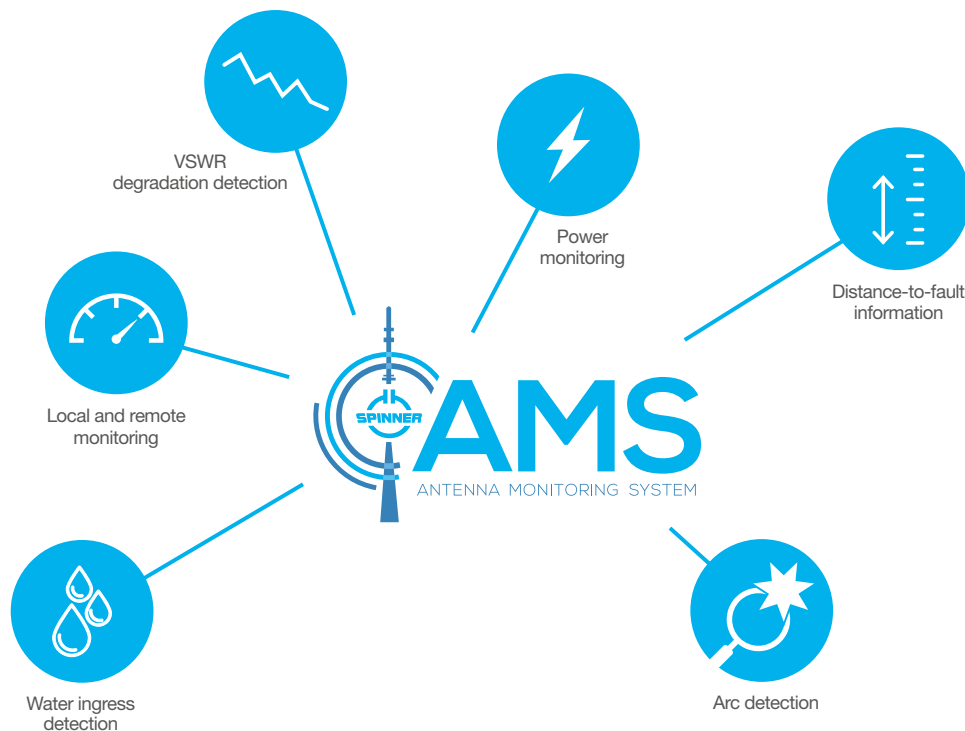 VSWR
degradation detection
Power
monitoring
Distance-to-fault
information
Local and remote
monitoring
SPINNER
AMS
ANTENNA MONITORING SYSTEM
Water ingress
detection
Arc detection